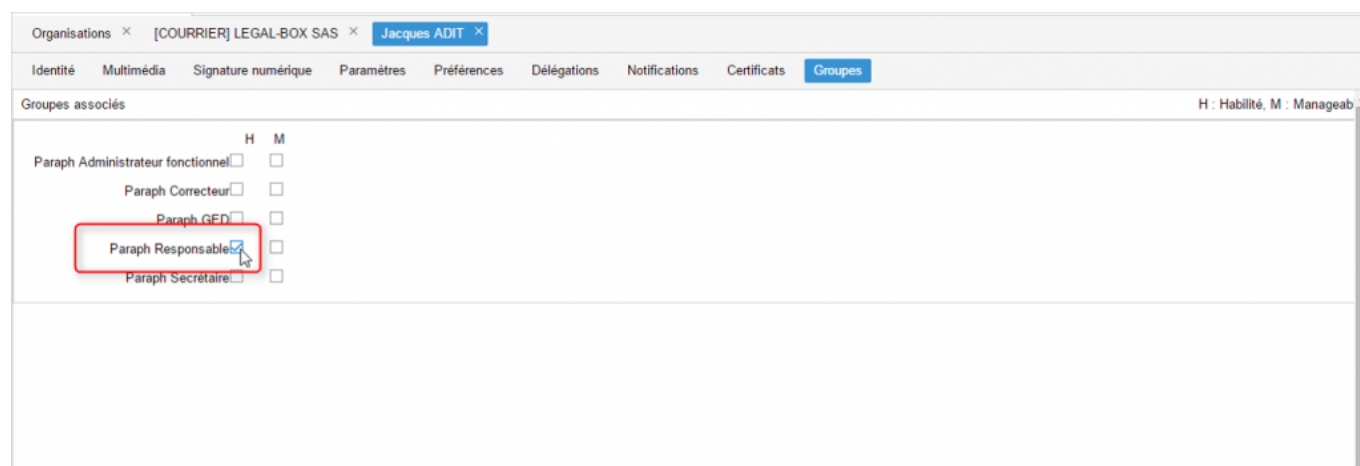 Organisations × [COURRIER] LEGAL-BOX SAS × Jacques ADIT ×
Identité Multimédia Signature numérique Paramètres Préférences Délégations Notifications Certificats Groupes
Groupes associés H : Habilité, M : Manageab
H M
Paraph Administrateur fonctionnel
Paraph Correcteur
Paraph GED
Paraph Responsable
Paraph Secrétaire